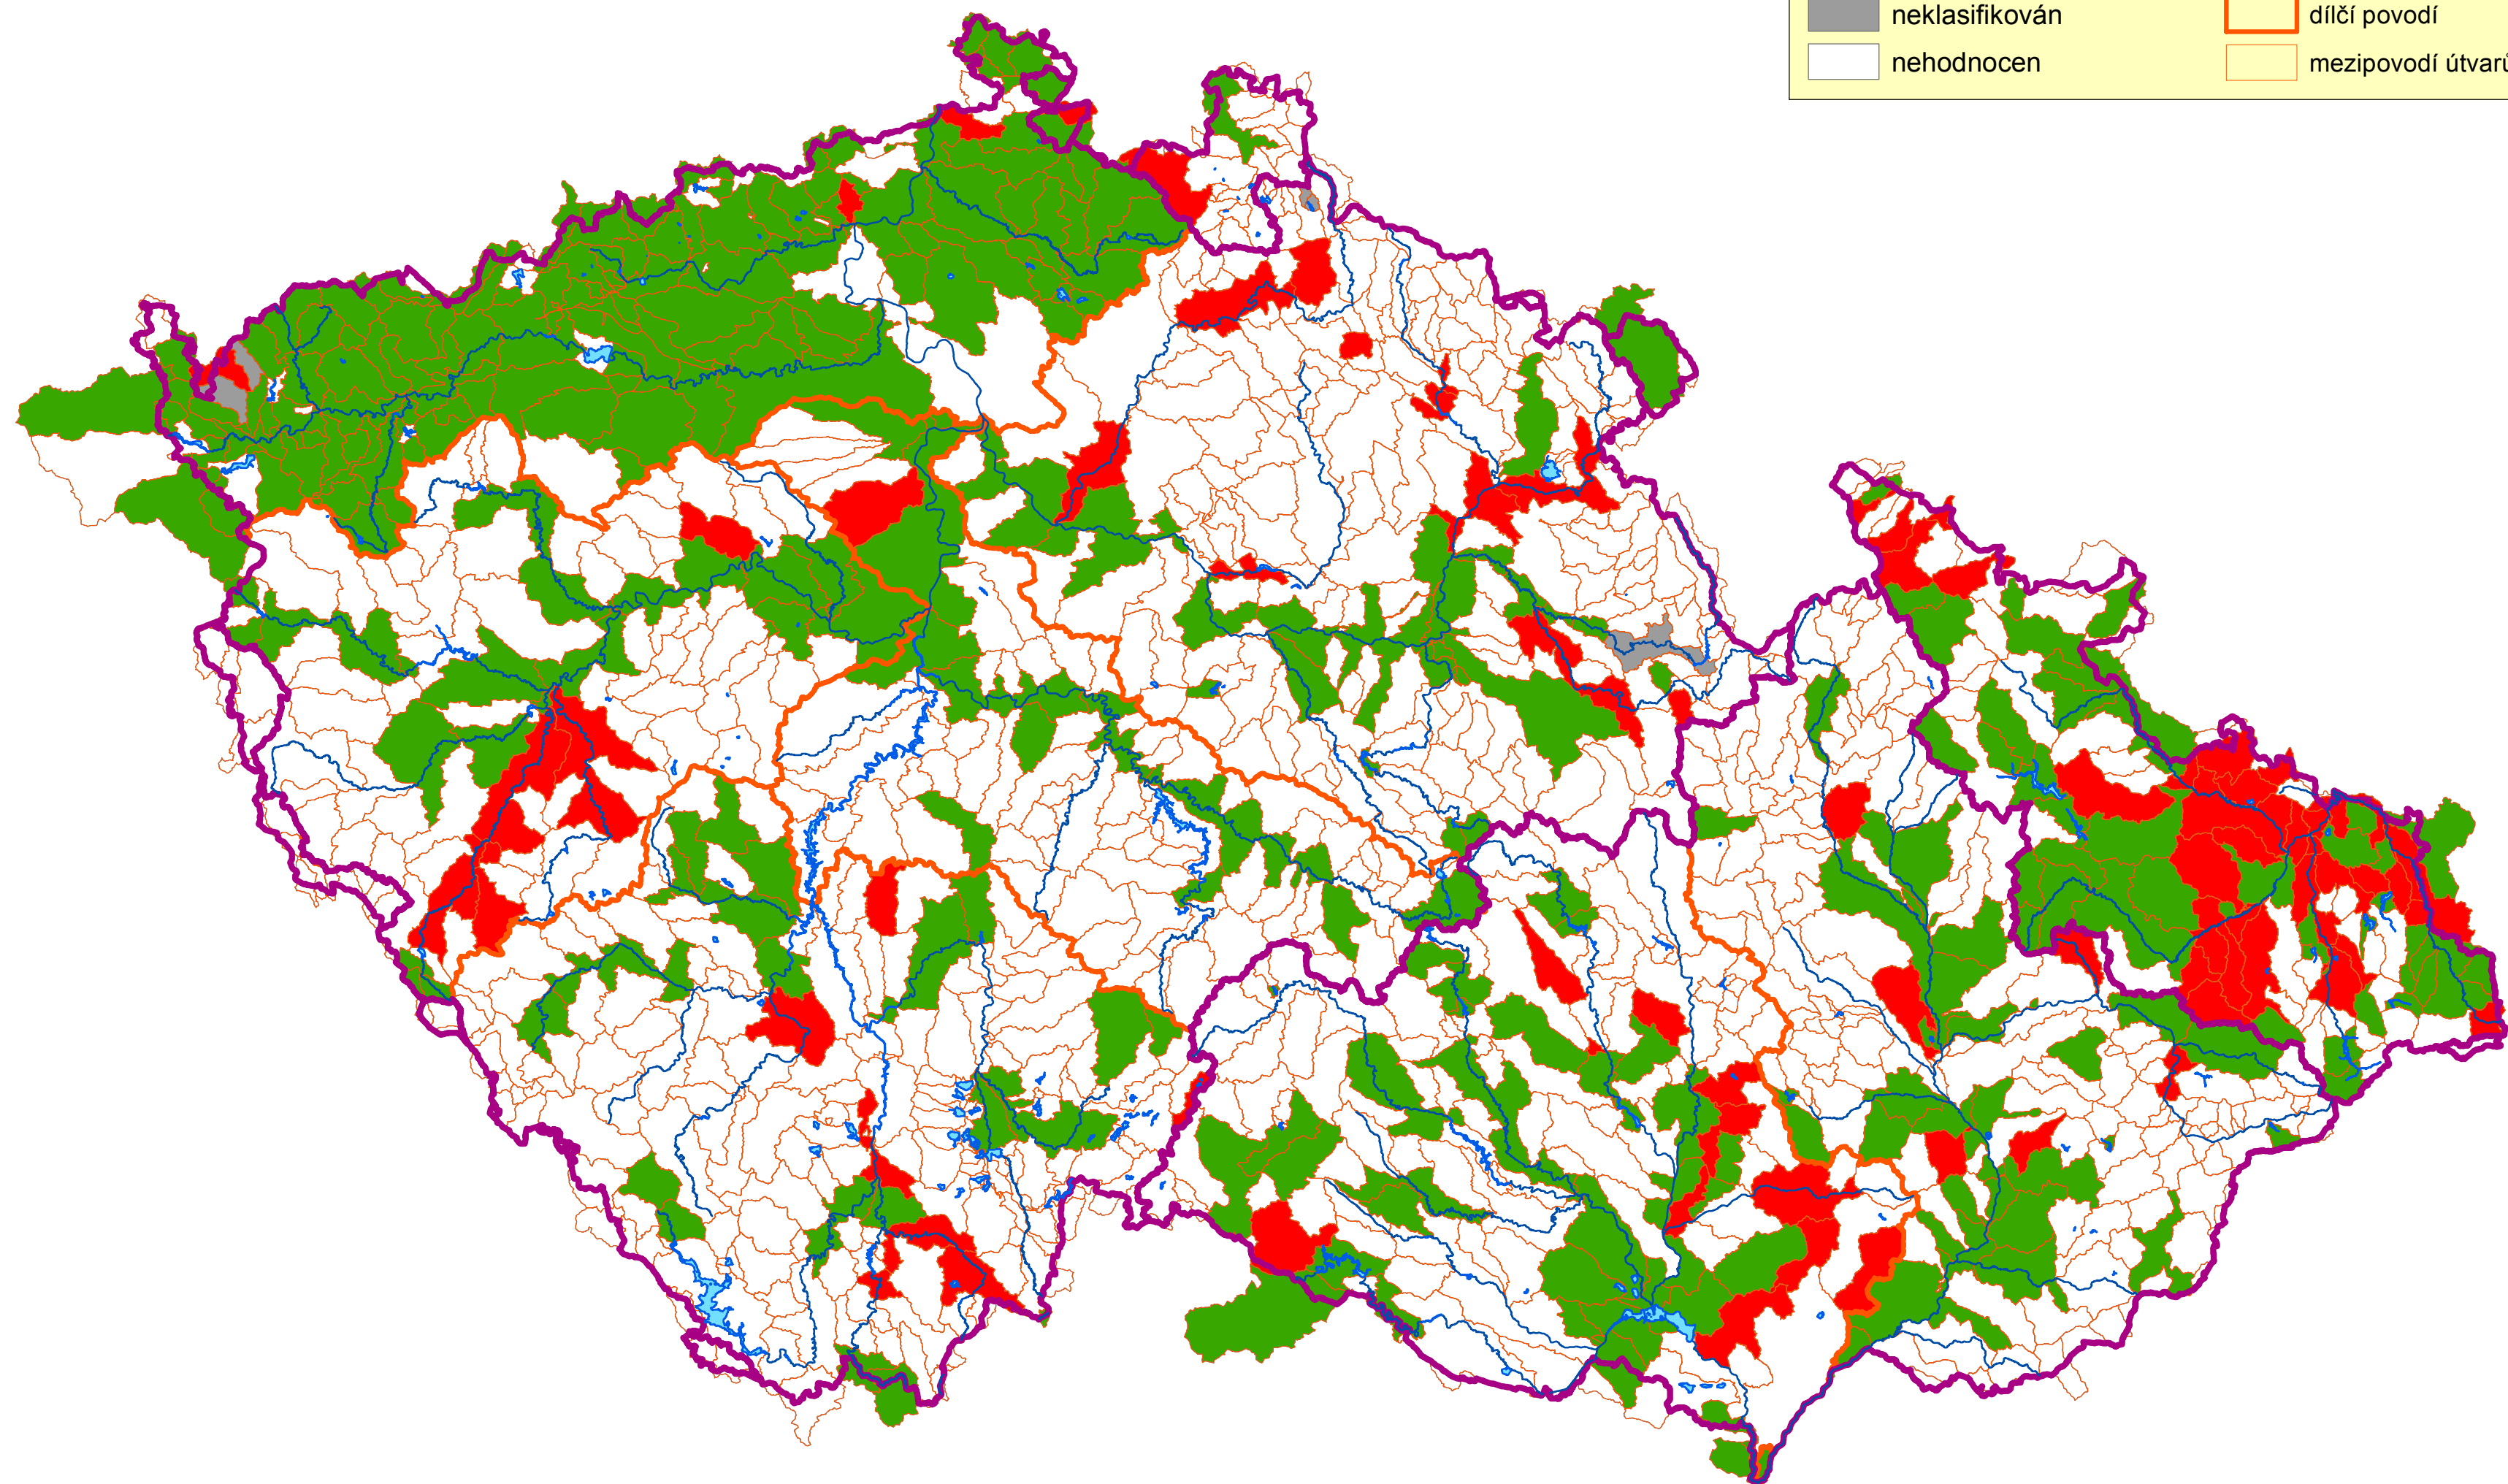 neklasifikován
dílčí povodí
nehodnocen
mezipovodí útvarů